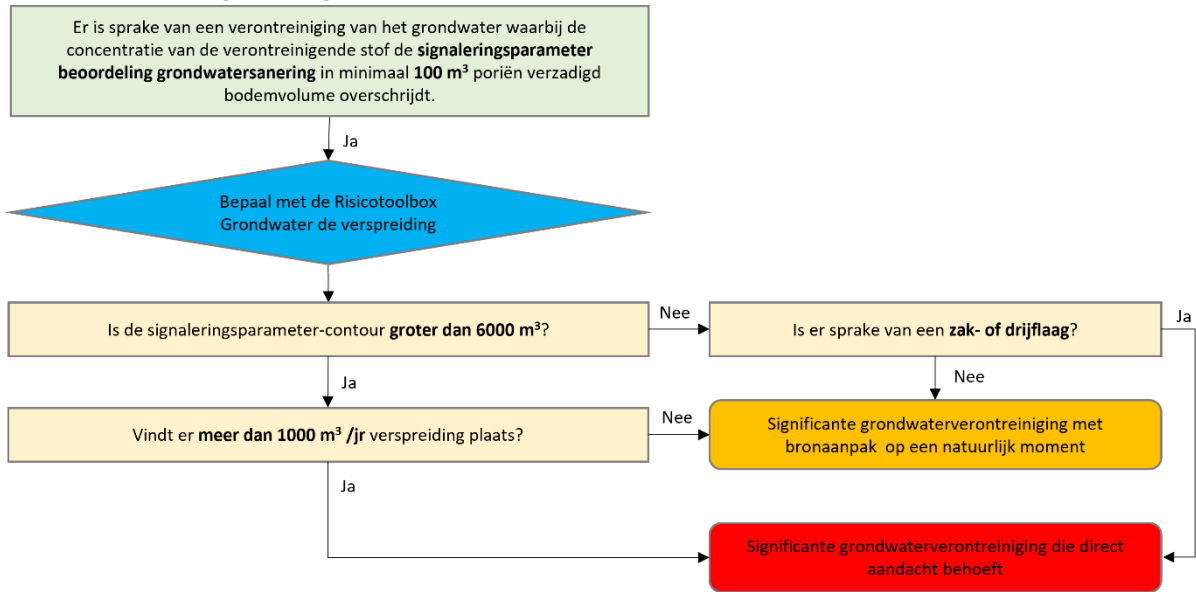 Er is sprake van een verontreiniging van het grondwater waarbij de
concentratie van de verontreinigende stof de signaleringsparameter
beoordeling grondwatersanering in minimaal 100 m³ poriën verzadigd
bodemvolume overschrijdt.
Ja
Bepaal met de Risicotoolbox
Grondwater de verspreiding
Is de signaleringsparameter-contour groter dan 6000 m³?
Nee
Is er sprake van een zak- of drijflaag?
Ja
Ja
Nee
Vindt er meer dan 1000 m³ /jr verspreiding plaats?
Nee
Significante grondwaterverontreiniging met
bronaanpak op een natuurlijk moment
Ja
Significante grondwaterverontreiniging die direct
aandacht behoeft